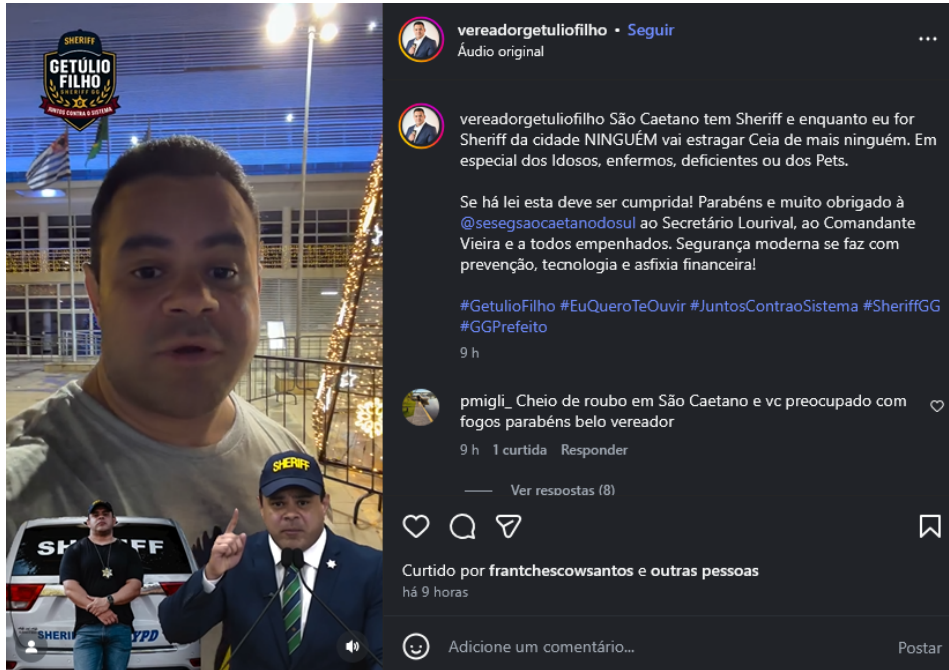 SHERIFF
GETÚLIO
FILHO
SHERIFF GG
JUNTOS CONTRA O SISTEMA
SHERIFF
SH FF
SHERI
YPD
vereadorgetuliofilho • Seguir
Áudio original
vereadorgetuliofilho São Caetano tem Sheriff e enquanto eu for
Sheriff da cidade NINGUÉM vai estragar Ceia de mais ninguém. Em
especial dos Idosos, enfermos, deficientes ou dos Pets.
Se há lei esta deve ser cumprida! Parabéns e muito obrigado à
@sesegsaocaetanodosul ao Secretário Lourival, ao Comandante
Vieira e a todos empenhados. Segurança moderna se faz com
prevenção, tecnologia e asfixia financeira!
#GetulioFilho #EuQueroTeOuvir #JuntosContraoSistema #SheriffGG
#GGPrefeito
9 h
pmigli_ Cheio de roubo em São Caetano e vc preocupado com
fogos parabéns belo vereador
9 h 1 curtida Responder
Ver respostas (8)
Curtido por frantchescowsantos e outras pessoas
há 9 horas
Adicione um comentário...
Postar